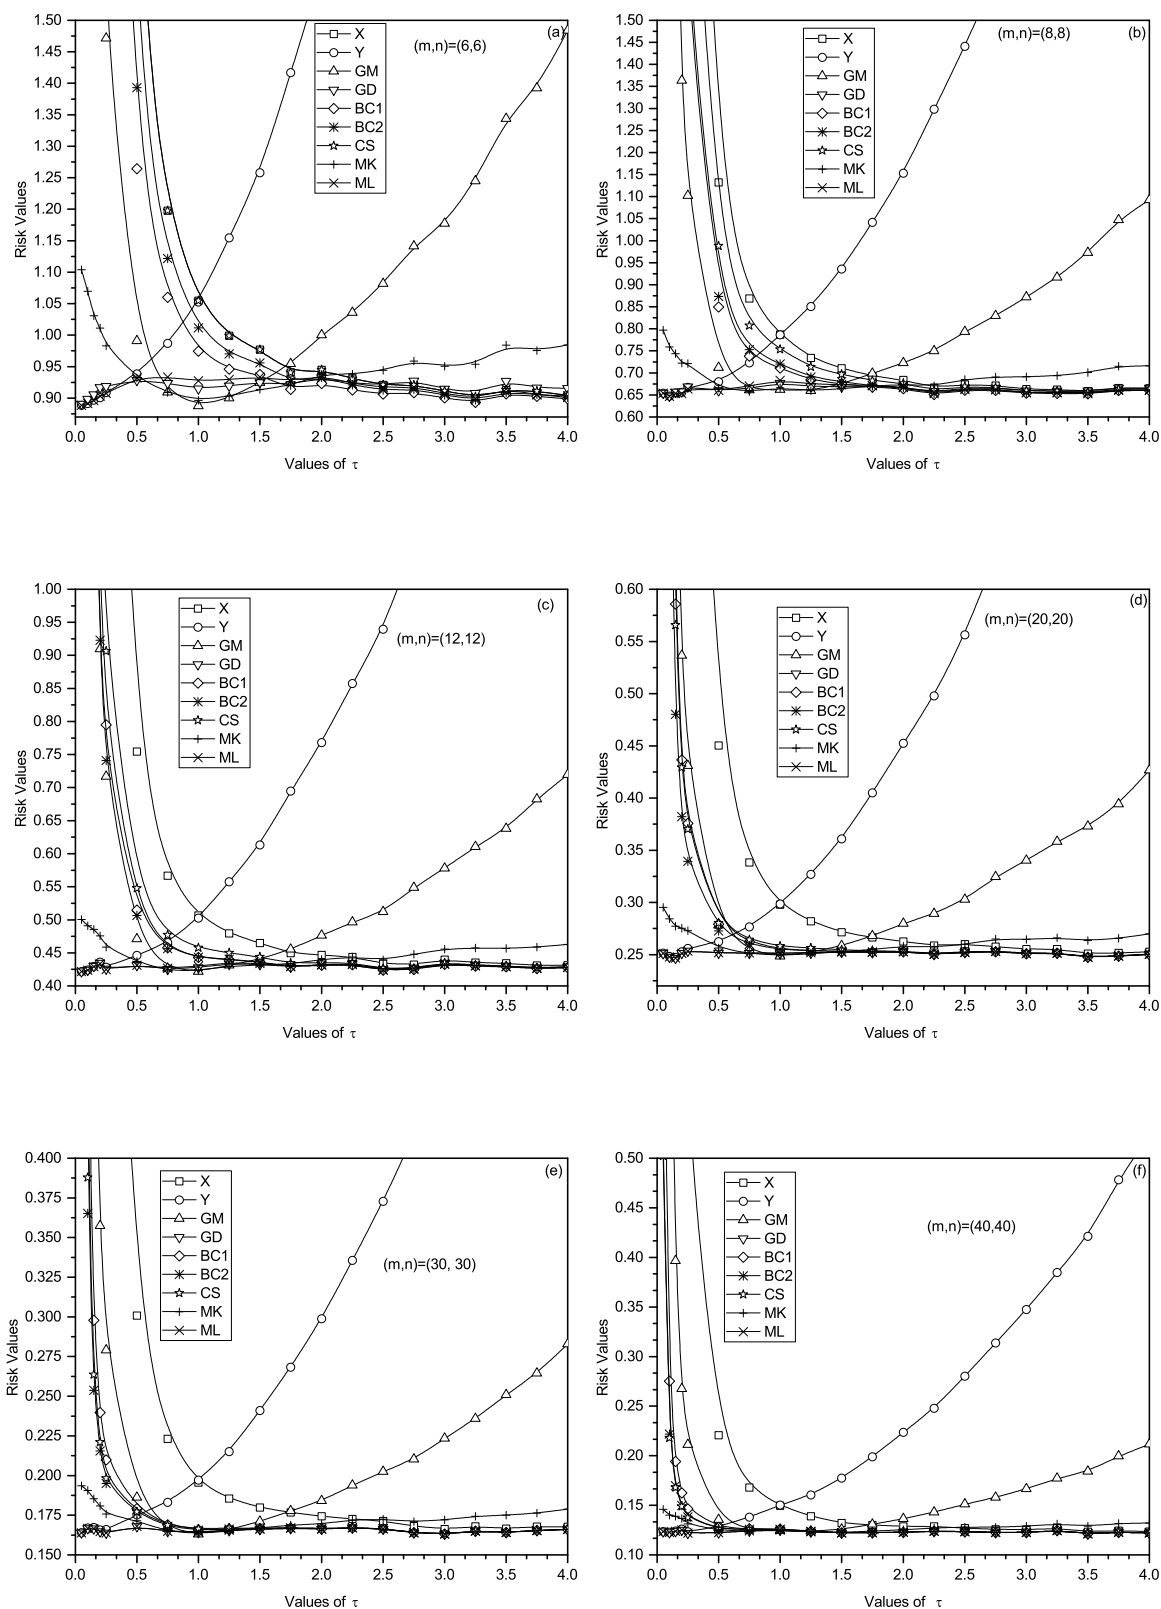 (a)
(m,n)=(6,6)
X
Y
GM
GD
BC1
BC2
CS
MK
ML
1.50
1.45
1.40
1.35
1.30
1.25
1.20
1.15
1.10
1.05
1.00
0.95
0.90
Risk Values
0.0 0.5 1.0 1.5 2.0 2.5 3.0 3.5 4.0
Values of τ
(b)
(m,n)=(8,8)
X
Y
GM
GD
BC1
BC2
CS
MK
ML
1.50
1.45
1.40
1.35
1.30
1.25
1.20
1.15
1.10
1.05
1.00
0.95
0.90
0.85
0.80
0.75
0.70
0.65
0.60
Risk Values
0.0 0.5 1.0 1.5 2.0 2.5 3.0 3.5 4.0
Values of τ
(c)
(m,n)=(12,12)
X
Y
GM
GD
BC1
BC2
CS
MK
ML
1.00
0.95
0.90
0.85
0.80
0.75
0.70
0.65
0.60
0.55
0.50
0.45
0.40
Risk Values
0.0 0.5 1.0 1.5 2.0 2.5 3.0 3.5 4.0
Values of τ
(d)
(m,n)=(20,20)
X
Y
GM
GD
BC1
BC2
CS
MK
ML
0.60
0.55
0.50
0.45
0.40
0.35
0.30
0.25
Risk Values
0.0 0.5 1.0 1.5 2.0 2.5 3.0 3.5 4.0
Values of τ
(e)
(m,n)=(30, 30)
X
Y
GM
GD
BC1
BC2
CS
MK
ML
0.400
0.375
0.350
0.325
0.300
0.275
0.250
0.225
0.200
0.175
0.150
Risk Values
0.0 0.5 1.0 1.5 2.0 2.5 3.0 3.5 4.0
Values of τ
(f)
(m,n)=(40,40)
X
Y
GM
GD
BC1
BC2
CS
MK
ML
0.50
0.45
0.40
0.35
0.30
0.25
0.20
0.15
0.10
Risk Values
0.0 0.5 1.0 1.5 2.0 2.5 3.0 3.5 4.0
Values of τ